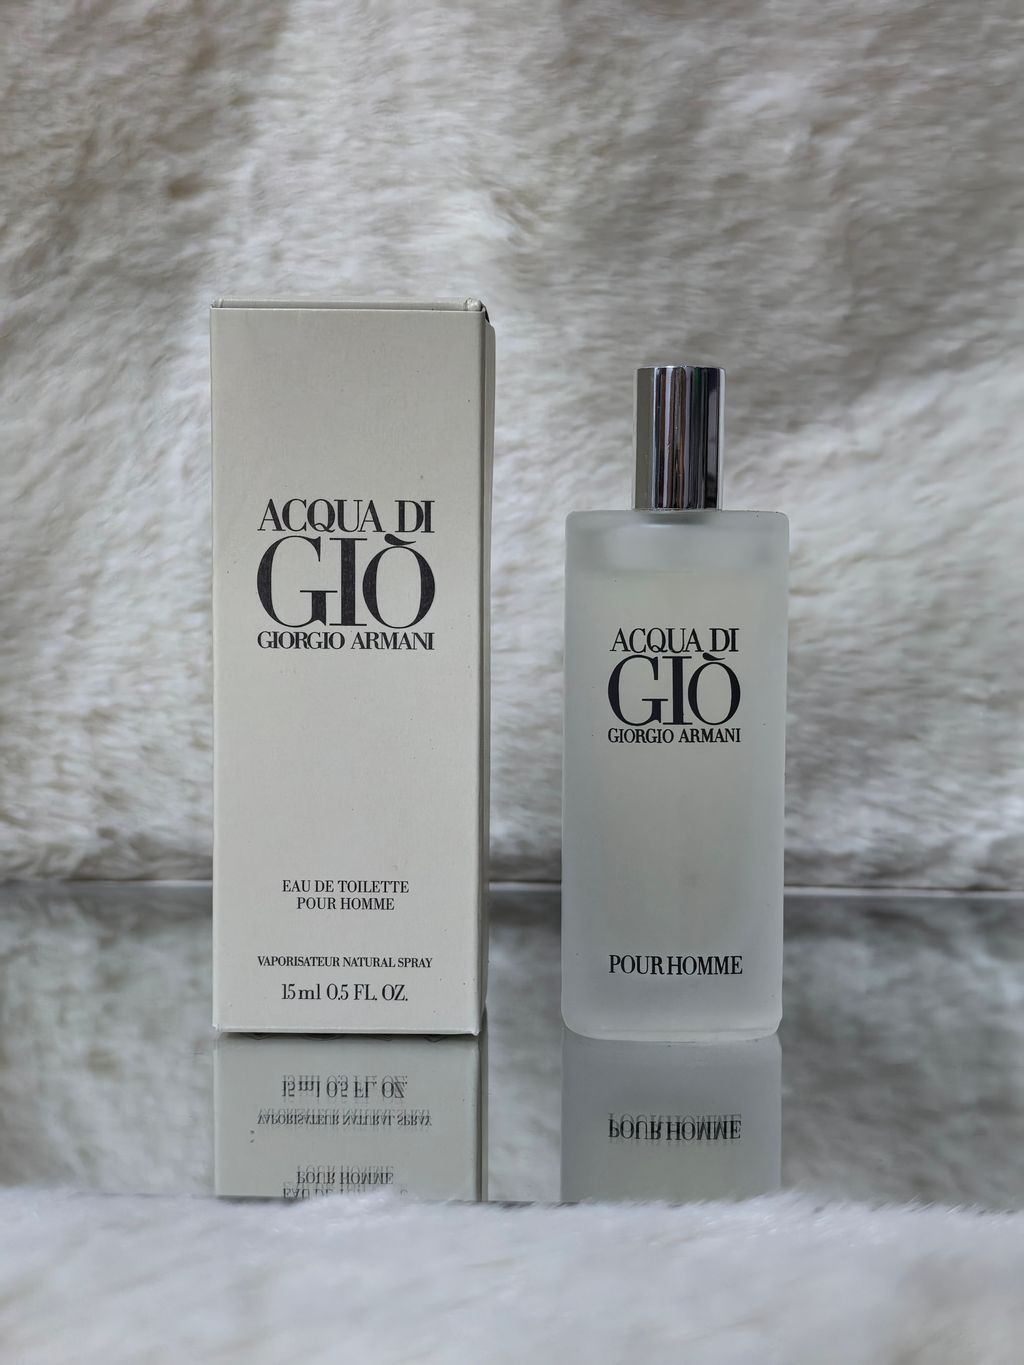 ACQUA DI
GIÒ
GIORGIO ARMANI
EAU DE TOILETTE
POUR HOMME
VAPORISATEUR NATURAL SPRAY
15 ml 0.5 FL. OZ.
ACQUA DI
GIÒ
GIORGIO ARMANI
POUR HOMME